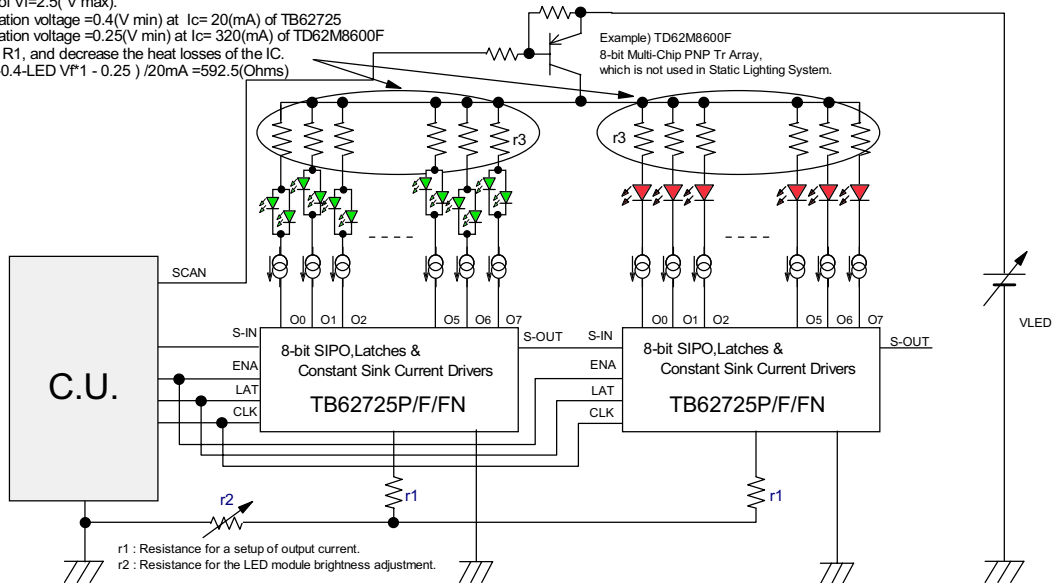 of Vf=2.5( V max).
ation voltage =0.4(V min) at Ic= 20(mA) of TB62725
ation voltage =0.25(V min) at Ic= 320(mA) of TD62M8600F
R1, and decrease the heat losses of the IC.
0.4-LED Vf*1 - 0.25 ) /20mA =592.5(Ohms)
Example) TD62M8600F
8-bit Multi-Chip PNP Tr Array,
which is not used in Static Lighting System.
r3
r3
SCAN
VLED
O0 O1 O2 O5 O6 O7
O0 O1 O2 O5 O6 O7
S-IN
ENA
LAT
CLK
8-bit SIPO,Latches &
Constant Sink Current Drivers
TB62725P/F/FN
S-OUT
S-IN
ENA
LAT
CLK
8-bit SIPO,Latches &
Constant Sink Current Drivers
TB62725P/F/FN
S-OUT
C.U.
r1
r1
r2
r1 : Resistance for a setup of output current.
r2 : Resistance for the LED module brightness adjustment.